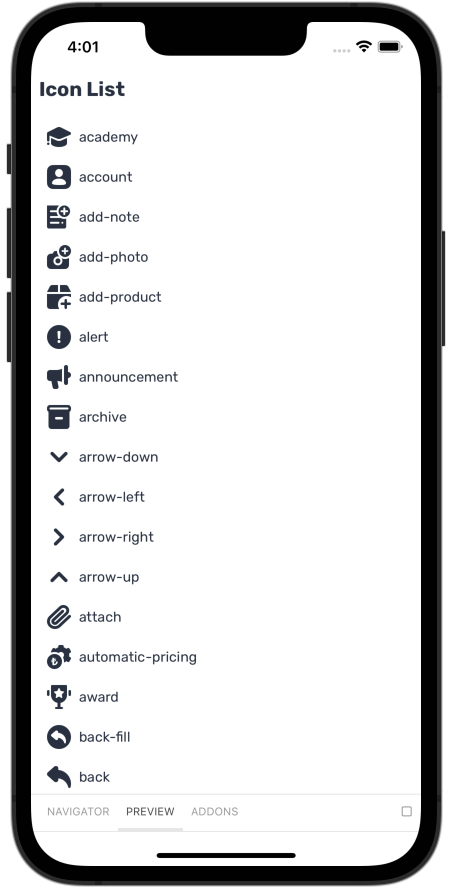 4:01
Icon List
academy
account
add-note
add-photo
add-product
alert
announcement
archive
arrow-down
arrow-left
arrow-right
arrow-up
attach
automatic-pricing
award
back-fill
back
NAVIGATOR PREVIEW ADDONS